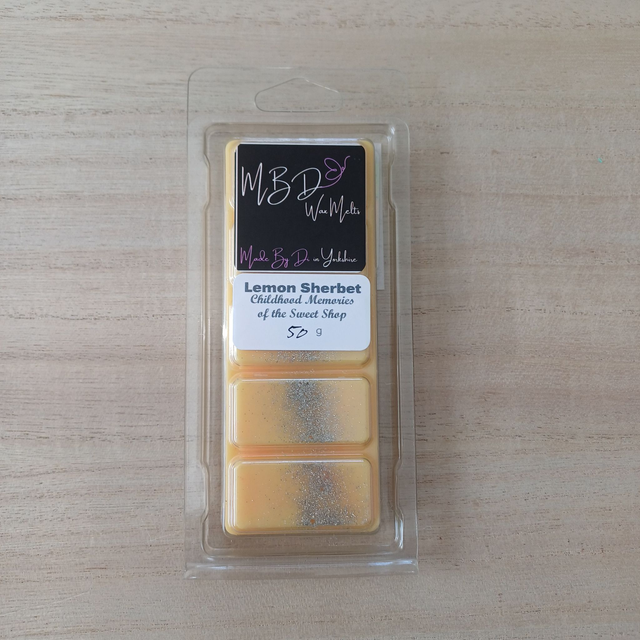 MBD
Wax Melts
Made By Di in Yorkshire
Lemon Sherbet
Childhood Memories
of the Sweet Shop
50 g